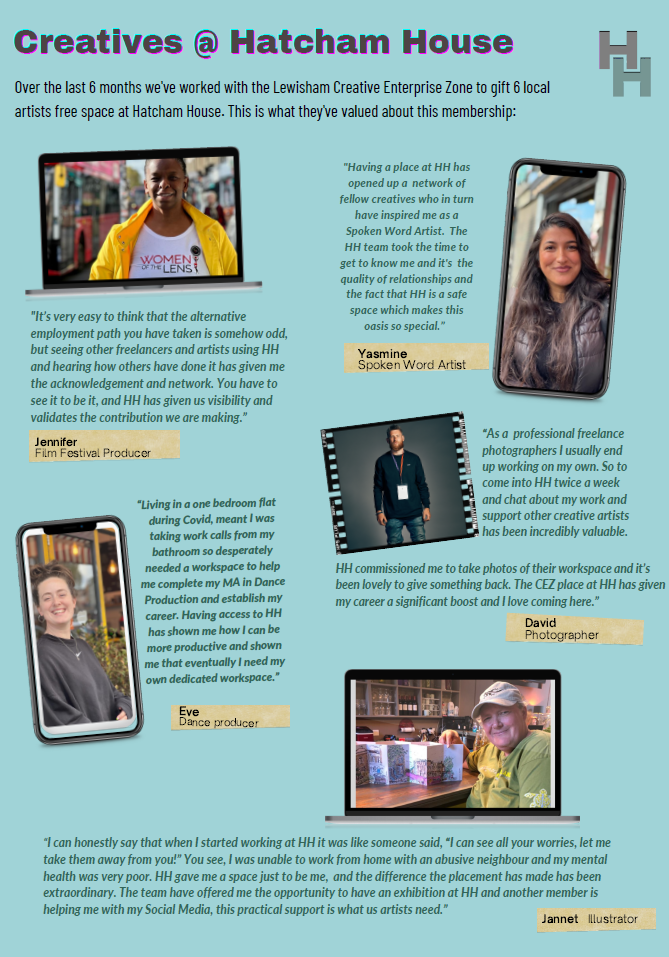 Creatives @ Hatcham House
HH
Over the last 6 months we've worked with the Lewisham Creative Enterprise Zone to gift 6 local
artists free space at Hatcham House. This is what they've valued about this membership:
WOMEN
OF THE LENS
"It's very easy to think that the alternative
employment path you have taken is somehow odd,
but seeing other freelancers and artists using HH
and hearing how others have done it has given me
the acknowledgement and network. You have to
see it to be it, and HH has given us visibility and
validates the contribution we are making."
Jennifer
Film Festival Producer
"Having a place at HH has
opened up a network of
fellow creatives who in turn
have inspired me as a
Spoken Word Artist. The
HH team took the time to
get to know me and it's the
quality of relationships and
the fact that HH is a safe
space which makes this
oasis so special."
Yasmine
Spoken Word Artist
"As a professional freelance
photographers I usually end
up working on my own. So to
come into HH twice a week
and chat about my work and
support other creative artists
has been incredibly valuable.
HH commissioned me to take photos of their workspace and it's
been lovely to give something back. The CEZ place at HH has given
my career a significant boost and I love coming here."
David
Photographer
"Living in a one bedroom flat
during Covid, meant I was
taking work calls from my
bathroom so desperately
needed a workspace to help
me complete my MA in Dance
Production and establish my
career. Having access to HH
has shown me how I can be
more productive and shown
me that eventually I need my
own dedicated workspace."
Eve
Dance producer
"I can honestly say that when I started working at HH it was like someone said, "I can see all your worries, let me
take them away from you!" You see, I was unable to work from home with an abusive neighbour and my mental
health was very poor. HH gave me a space just to be me, and the difference the placement has made has been
extraordinary. The team have offered me the opportunity to have an exhibition at HH and another member is
helping me with my Social Media, this practical support is what us artists need."
Jannet Illustrator